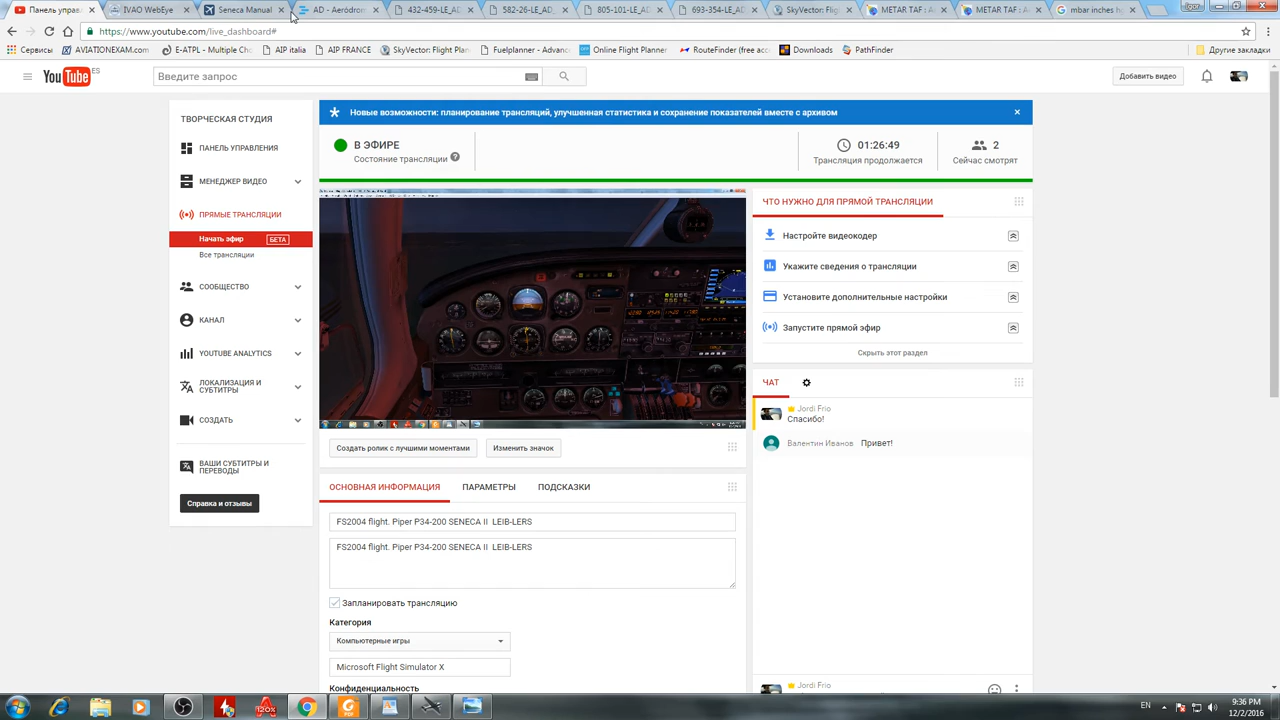 Панель упра
IVAO WebEye
Seneca Manual
AD - Aeródrom
432-459-LE_AD
582-26-LE_AD_
805-101-LE_AD
693-354-LE_AD
METAR TAF : A
METAR TAF : A
mbar inches h
Igor
https://www.youtube.com/live_dashboard#
Сервисы
AVIATIONEXAM.com
E-ATPL - Multiple Cho
AIP italia
AIP FRANCE
SkyVector: Flight Plan
Fuelplanner - Advanc
Online Flight Planner
RouteFinder (free acc
Downloads
PathFinder
Другие закладки
YouTube ES
Введите запрос
Добавить видео
ТВОРЧЕСКАЯ СТУДИЯ
ПАНЕЛЬ УПРАВЛЕНИЯ
МЕНЕДЖЕР ВИДЕО
ПРЯМЫЕ ТРАНСЛЯЦИИ
Начать эфир БЕТА
Все трансляции
СООБЩЕСТВО
КАНАЛ
YOUTUBE ANALYTICS
ЛОКАЛИЗАЦИЯ И
СУБТИТРЫ
СОЗДАТЬ
ВАШИ СУБТИТРЫ И
ПЕРЕВОДЫ
Справка и отзывы
Новые возможности: планирование трансляций, улучшенная статистика и сохранение показателей вместе с архивом
В ЭФИРЕ
Состояние трансляции ?
01:26:49
Трансляция продолжается
2
Сейчас смотрят
Создать ролик с лучшими моментами
Изменить значок
ОСНОВНАЯ ИНФОРМАЦИЯ
ПАРАМЕТРЫ
ПОДСКАЗКИ
FS2004 flight. Piper P34-200 SENECA II LEIB-LERS
FS2004 flight. Piper P34-200 SENECA II LEIB-LERS
Запланировать трансляцию
Категория
Компьютерные игры
Microsoft Flight Simulator X
Конфиденциальность
ЧТО НУЖНО ДЛЯ ПРЯМОЙ ТРАНСЛЯЦИИ
Настройте видеокодер
Укажите сведения о трансляции
Установите дополнительные настройки
Запустите прямой эфир
Скрыть этот раздел
ЧАТ
Jordi Frio
Спасибо!
Валентин Иванов Привет!
Jordi Frio
EN
9:36 PM
12/2/2016